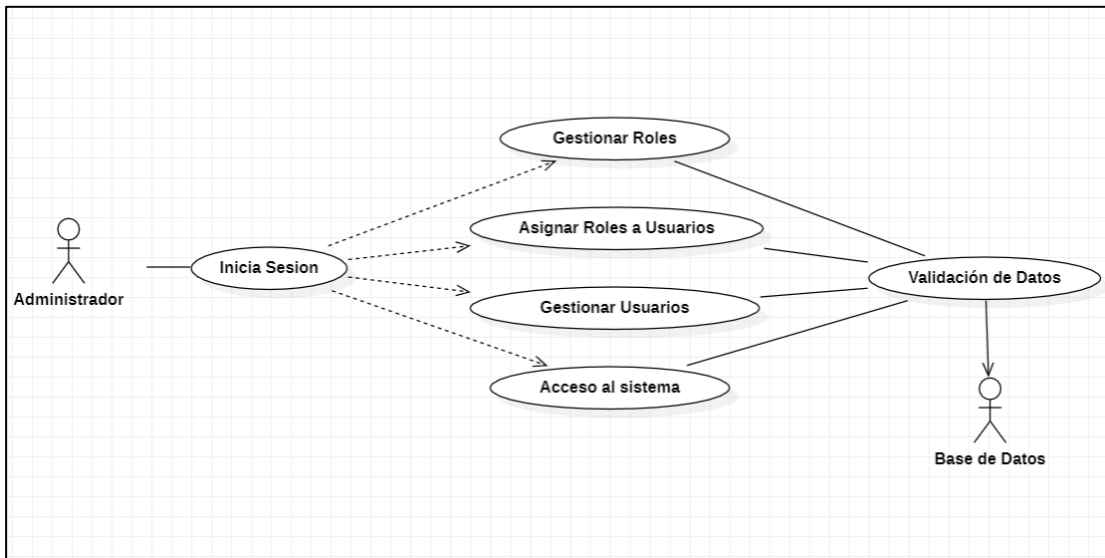 Gestionar Roles
Asignar Roles a Usuarios
Inicia Sesion
Validación de Datos
Administrador
Gestionar Usuarios
Acceso al sistema
Base de Datos